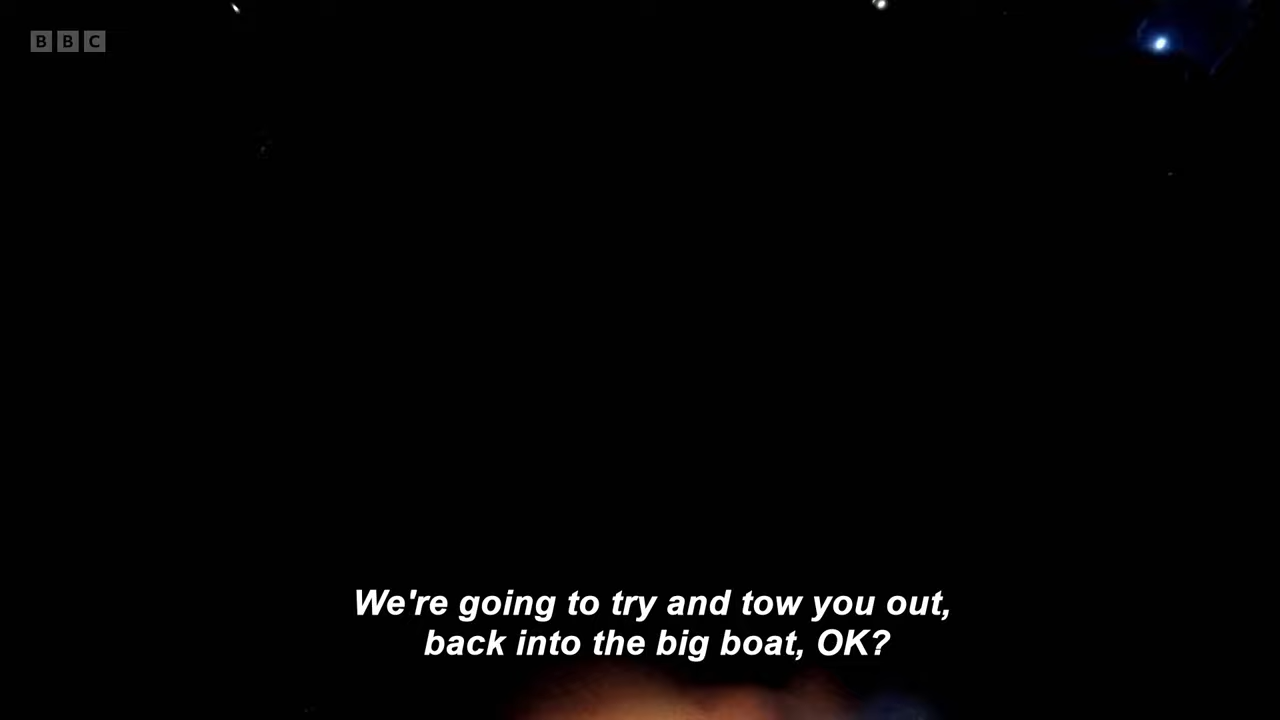 BBC
We're going to try and tow you out,
back into the big boat, OK?